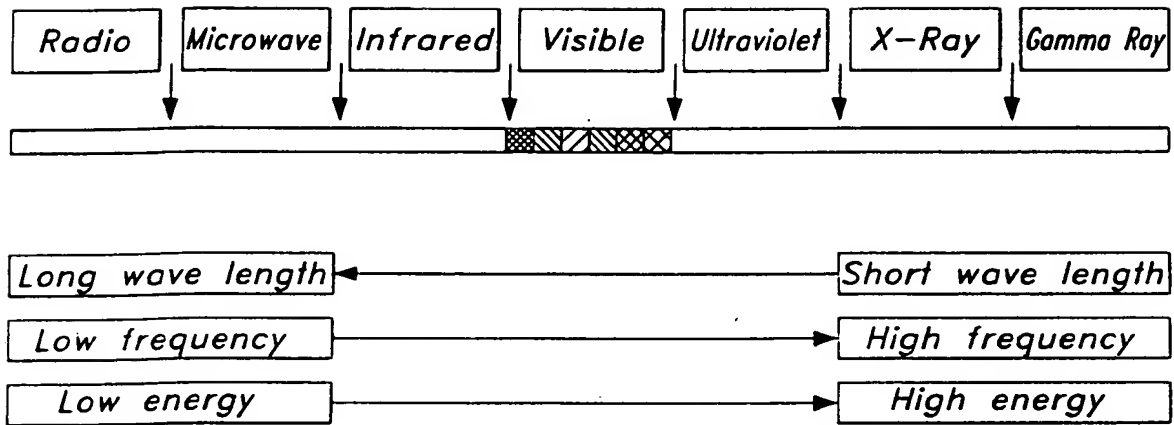 Radio Microwave Infrared Visible Ultraviolet X-Ray Gamma Ray
Long wave length Short wave length
Low frequency High frequency
Low energy High energy